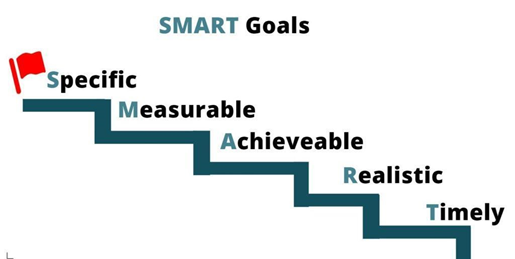 SMART Goals
Specific
Measurable
Achieveable
Realistic
Timely